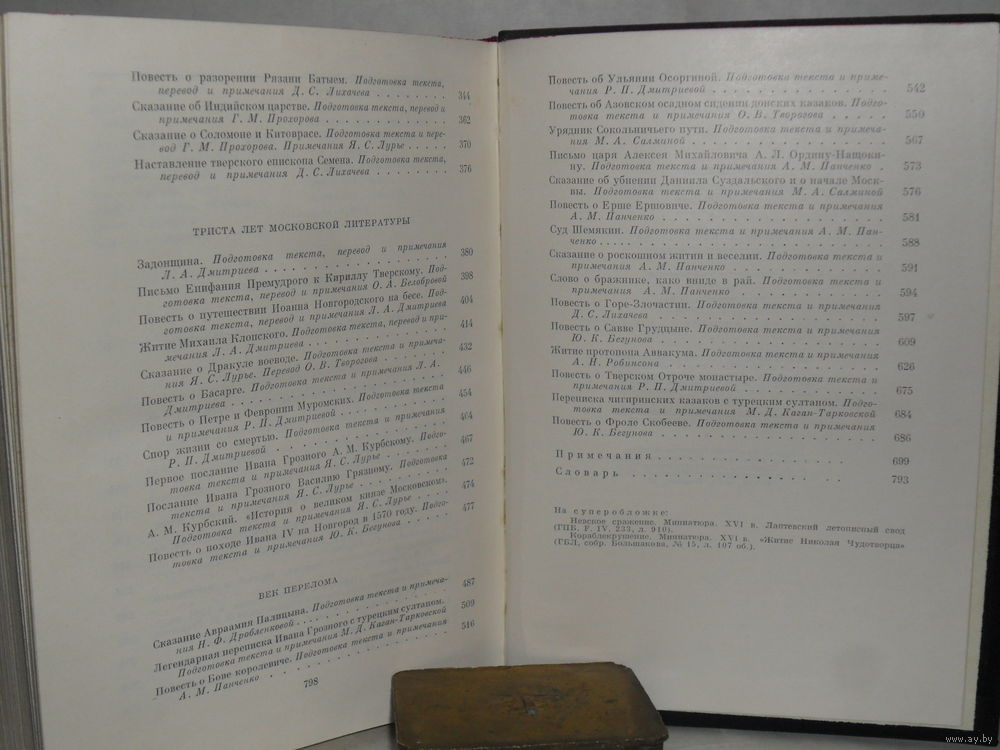 Повесть о разорении Рязани Батыем. Подготовка текста,
перевод и примечания Д. С. Лихачева . . . . . . . . 344
Сказание об Индийском царстве. Подготовка текста, перевод и
примечания Г. М. Прохорова . . . . . . . . . . . 362
Сказание о Соломоне и Китоврасе. Подготовка текста и пере-
вод Г. М. Прохорова. Примечания Я. С. Лурье . . . 370
Наставление тверского епископа Семена. Подготовка текста,
перевод и примечания Д. С. Лихачева . . . . . . . 376
ТРИСТА ЛЕТ МОСКОВСКОЙ ЛИТЕРАТУРЫ
Задонщина. Подготовка текста, перевод и примечания
Л. А. Дмитриева . . . . . . . . . . . . . . . . 380
Письмо Епифания Премудрого к Кириллу Тверскому. Под-
готовка текста, перевод и примечания О. А. Белобровой 398
Повесть о путешествии Иоанна Новгородского на бесе. Под-
готовка текста, перевод и примечания Л. А. Дмитриева 404
Житие Михаила Клопского. Подготовка текста, перевод и при-
мечания Л. А. Дмитриева . . . . . . . . . . . . 414
Сказание о Дракуле воеводе. Подготовка текста и примеча-
ния Я. С. Лурье. Перевод О. В. Творогова . . . . . 432
Повесть о Басарге. Подготовка текста и примечания Л. А.
Дмитриева . . . . . . . . . . . . . . . . . . . 446
Повесть о Петре и Февронии Муромских. Подготовка текста
и примечания Р. П. Дмитриевой . . . . . . . . . . 454
Спор жизни со смертью. Подготовка текста и примечания
Р. П. Дмитриевой . . . . . . . . . . . . . . . . 464
Первое послание Ивана Грозного А. М. Курбскому. Подго-
товка текста и примечания Я. С. Лурье . . . . . . . 467
Послание Ивана Грозного Василию Грязному. Подготовка
текста и примечания Я. С. Лурье . . . . . . . . . 472
А. М. Курбский. «История о великом князе Московском».
Подготовка текста и примечания Я. С. Лурье . . . . 474
Повесть о походе Ивана IV на Новгород в 1570 году. Подго-
товка текста и примечания Ю. К. Бегунова . . . . . 477
ВЕК ПЕРЕЛОМА
Сказание Авраамия Палицына. Подготовка текста и примеча-
ния Н. Ф. Дробленковой . . . . . . . . . . . . . 487
Легендарная переписка Ивана Грозного с турецким султаном.
Подготовка текста и примечания М. Д. Каган-Тарковской 509
Повесть о Бове королевиче. Подготовка текста и примечания
А. М. Панченко . . . . . . . . . . . . . . . . 516
798
Повесть об Ульянии Осоргиной. Подготовка текста и приме-
чания Р. П. Дмитриевой . . . . . . . . . . . . . 542
Повесть об Азовском осадном сидении донских казаков. Подго-
товка текста и примечания О. В. Творогова . . . . . 550
Урядник Сокольничьего пути. Подготовка текста и примеча-
ния М. А. Салминой . . . . . . . . . . . . . . . 567
Письмо царя Алексея Михайловича А. Л. Ордину-Нащоки-
ну. Подготовка текста и примечания А. М. Панченко . 573
Сказание об убиении Даниила Суздальского и о начале Мос-
квы. Подготовка текста и примечания М. А. Салминой 576
Повесть о Ерше Ершовиче. Подготовка текста и примечания
А. М. Панченко . . . . . . . . . . . . . . . . . 581
Суд Шемякин. Подготовка текста и примечания А. М. Пан-
ченко . . . . . . . . . . . . . . . . . . . . . 588
Сказание о роскошном житии и веселии. Подготовка текста и
примечания А. М. Панченко . . . . . . . . . . . 591
Слово о бражнике, како вниде в рай. Подготовка текста и
примечания А. М. Панченко . . . . . . . . . . . 594
Повесть о Горе-Злочастии. Подготовка текста и примечания
Д. С. Лихачева . . . . . . . . . . . . . . . . . 597
Повесть о Савве Грудцыне. Подготовка текста и примечания
Ю. К. Бегунова . . . . . . . . . . . . . . . . . 609
Житие протопопа Аввакума. Подготовка текста и примечания
А. Н. Робинсона . . . . . . . . . . . . . . . . 626
Повесть о Тверском Отроче монастыре. Подготовка текста и
примечания Р. П. Дмитриевой . . . . . . . . . . . 675
Переписка чигиринских казаков с турецким султаном. Подго-
товка текста и примечания М. Д. Каган-Тарковской 684
Повесть о Фроле Скобееве. Подготовка текста и примечания
Ю. К. Бегунова . . . . . . . . . . . . . . . . . 686
Примечания . . . . . . . . . . . . . . . . . 699
Словарь . . . . . . . . . . . . . . . . . . . 793
На суперобложке:
Невское сражение. Миниатюра. XVI в. Лаптевский летописный свод
(ГПБ, F. IV. 233, л. 910).
Кораблекрушение. Миниатюра. XVI в. «Житие Николая Чудотворца»
(ГБЛ, собр. Большакова, № 15, л. 107 об.).
www.ay.by